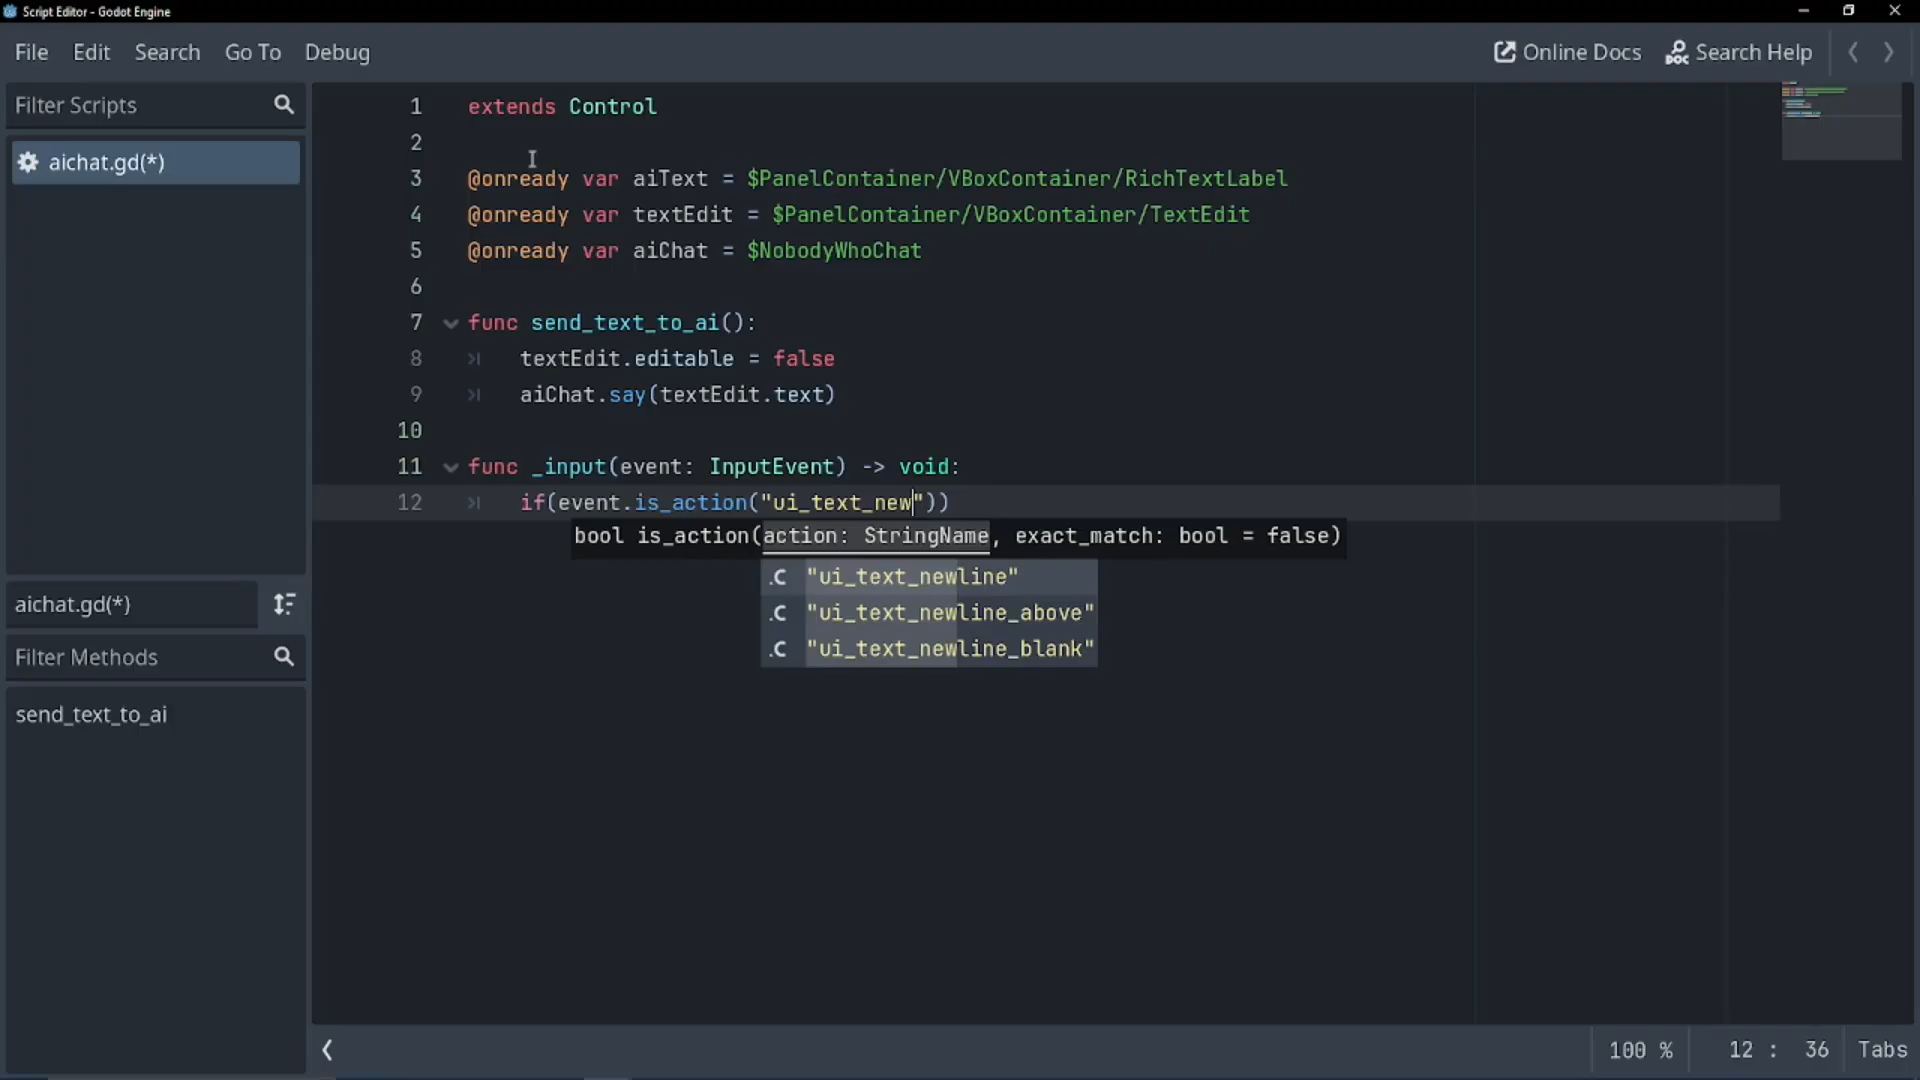 Script Editor - Godot Engine
File Edit Search Go To Debug
Online Docs Search Help
Filter Scripts
aichat.gd(*)
aichat.gd(*)
Filter Methods
send_text_to_ai
1 extends Control
2
3 @onready var aiText = $PanelContainer/VBoxContainer/RichTextLabel
4 @onready var textEdit = $PanelContainer/VBoxContainer/TextEdit
5 @onready var aiChat = $NobodyWhoChat
6
7 func send_text_to_ai():
8 textEdit.editable = false
9 aiChat.say(textEdit.text)
10
11 func _input(event: InputEvent) -> void:
12 if(event.is_action("ui_text_new"))
bool is_action(action: StringName, exact_match: bool = false)
.C "ui_text_newline"
.C "ui_text_newline_above"
.C "ui_text_newline_blank"
100 % 12 : 36 Tabs